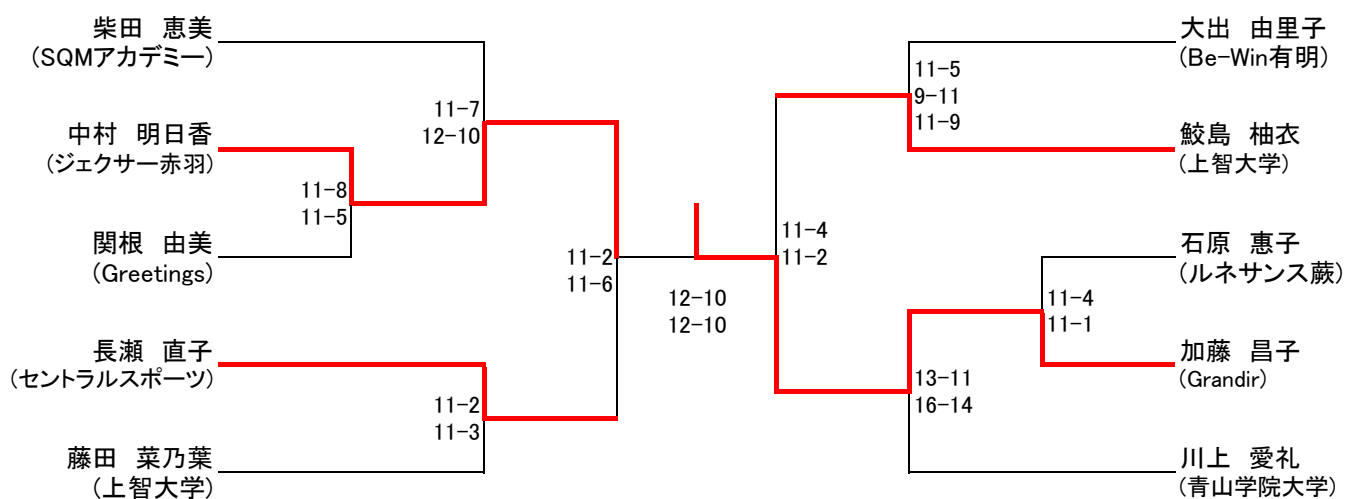 柴田 恵美
(SQMアカデミー)
中村 明日香
(ジェクサー赤羽)
関根 由美
(Greetings)
長瀬 直子
(セントラルスポーツ)
藤田 菜乃葉
(上智大学)
11-7
12-10
11-8
11-5
11-2
11-6
11-2
11-3
12-10
12-10
11-4
11-2
11-5
9-11
11-9
11-4
11-1
13-11
16-14
大出 由里子
(Be-Win有明)
鮫島 柚衣
(上智大学)
石原 惠子
(ルネサンス蕨)
加藤 昌子
(Grandir)
川上 愛礼
(青山学院大学)